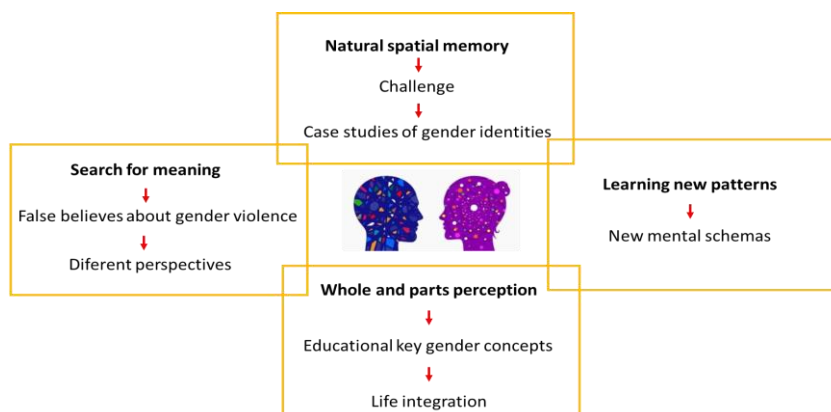 Natural spatial memory
Challenge
Case studies of gender identities
Search for meaning
False believes about gender violence
Diferent perspectives
Learning new patterns
New mental schemas
Whole and parts perception
Educational key gender concepts
Life integration